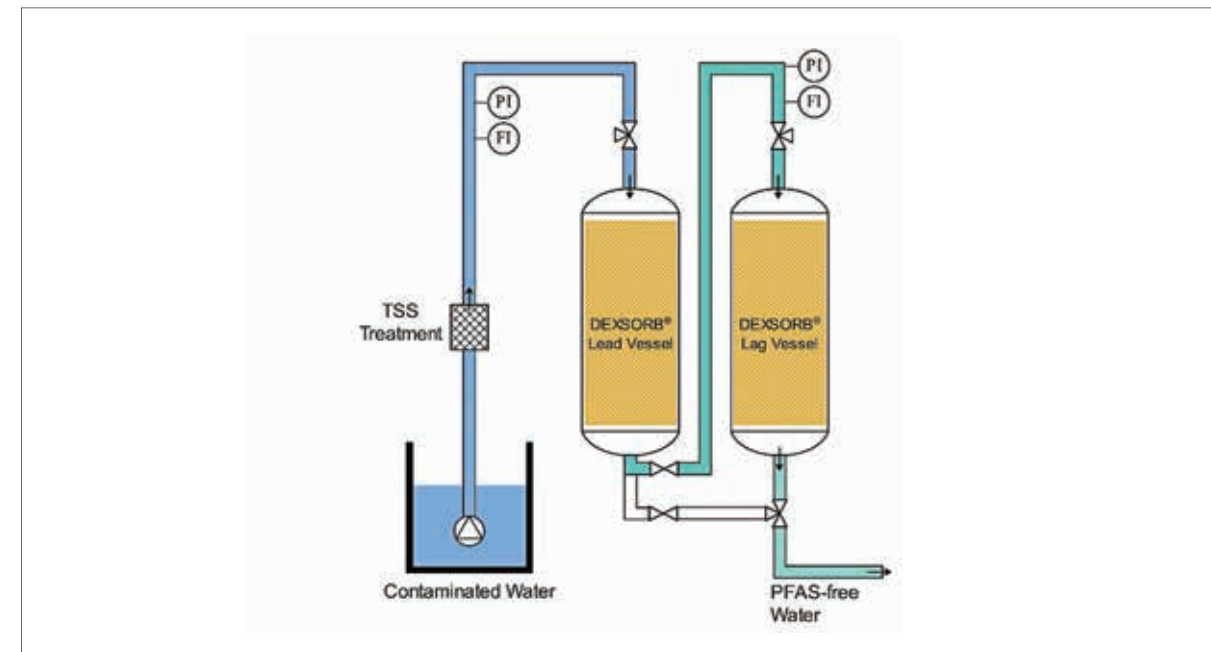 PI
FI
PI
FI
TSS
Treatment
DEXSORB®
Lead Vessel
DEXSORB®
Lag Vessel
Contaminated Water
PFAS-free
Water